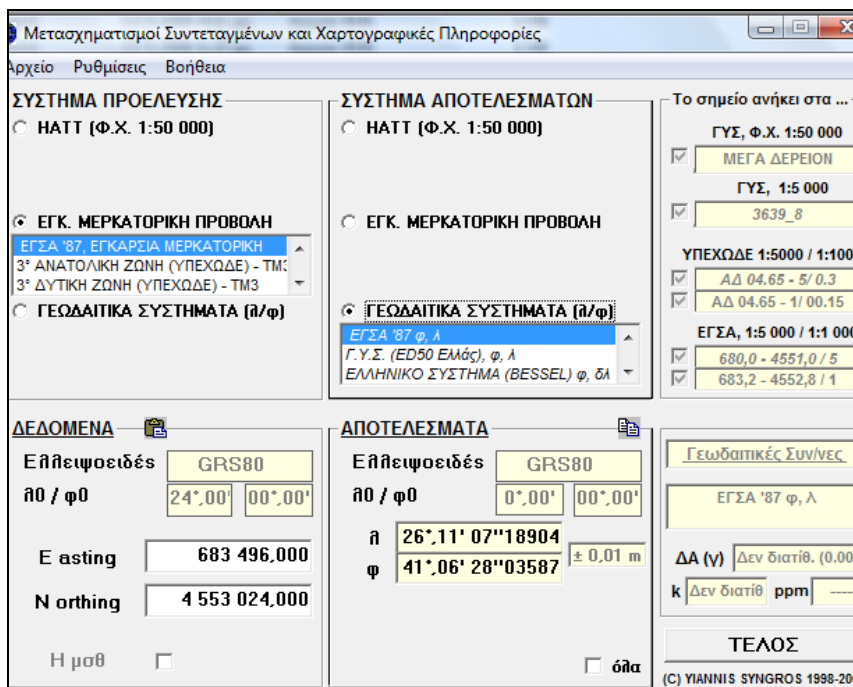 Μετασχηματισμοί Συντεταγμένων και Χαρτογραφικές Πληροφορίες
Αρχείο Ρυθμίσεις Βοήθεια
ΣΥΣΤΗΜΑ ΠΡΟΕΛΕΥΣΗΣ
HATT (Φ.Χ. 1:50 000)
ΕΓΚ. ΜΕΡΚΑΤΟΡΙΚΗ ΠΡΟΒΟΛΗ
ΕΓΣΑ '87, ΕΓΚΑΡΣΙΑ ΜΕΡΚΑΤΟΡΙΚΗ
3° ΑΝΑΤΟΛΙΚΗ ΖΩΝΗ (ΥΠΕΧΩΔΕ) - TM3
3° ΔΥΤΙΚΗ ΖΩΝΗ (ΥΠΕΧΩΔΕ) - TM3
ΓΕΩΔΑΙΤΙΚΑ ΣΥΣΤΗΜΑΤΑ (λ/φ)
ΣΥΣΤΗΜΑ ΑΠΟΤΕΛΕΣΜΑΤΩΝ
HATT (Φ.Χ. 1:50 000)
ΕΓΚ. ΜΕΡΚΑΤΟΡΙΚΗ ΠΡΟΒΟΛΗ
ΓΕΩΔΑΙΤΙΚΑ ΣΥΣΤΗΜΑΤΑ (λ/φ)
ΕΓΣΑ '87 φ, λ
Γ.Υ.Σ. (ED50 Ελλάς), φ, λ
ΕΛΛΗΝΙΚΟ ΣΥΣΤΗΜΑ (BESSEL) φ, δλ
Το σημείο ανήκει στα ...
ΓΥΣ, Φ.Χ. 1:50 000
ΜΕΓΑ ΔΕΡΕΙΟΝ
ΓΥΣ, 1:5 000
3639_8
ΥΠΕΧΩΔΕ 1:5000 / 1:100
ΑΔ 04.65 - 5/ 0.3
ΑΔ 04.65 - 1/ 00.15
ΕΓΣΑ, 1:5 000 / 1:1 000
680,0 - 4551,0 / 5
683,2 - 4552,8 / 1
ΔΕΔΟΜΕΝΑ
Ελλειψοειδές GRS80
λ0 / φ0 24°,00' 00°,00'
E asting 683 496,000
N orthing 4 553 024,000
H μσθ
ΑΠΟΤΕΛΕΣΜΑΤΑ
Ελλειψοειδές GRS80
λ0 / φ0 0°,00' 00°,00'
λ 26°,11' 07"18904
φ 41°,06' 28"03587
± 0,01 m
όλα
Γεωδαιτικές Συν/νες
ΕΓΣΑ '87 φ, λ
ΔΑ (γ) Δεν διατίθ. (0.00
k Δεν διατίθ ppm ----
ΤΕΛΟΣ
(C) YIANNIS SYNGROS 1998-20